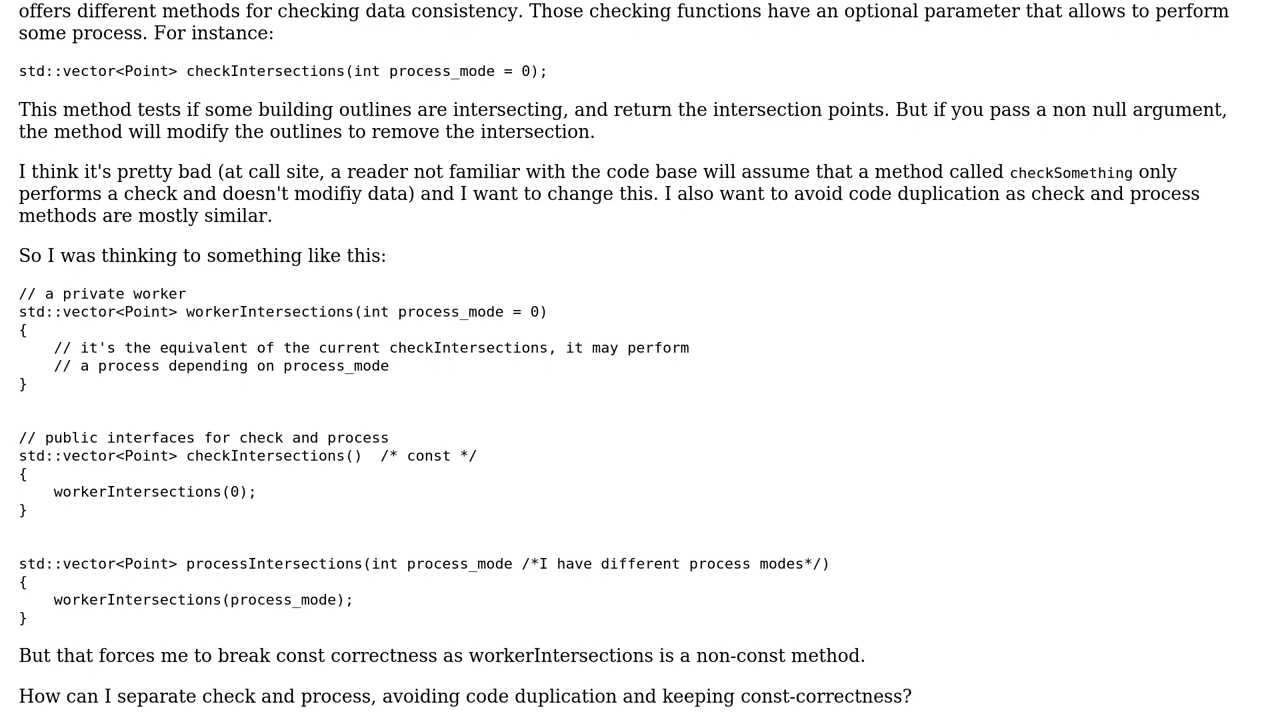 offers different methods for checking data consistency. Those checking functions have an optional parameter that allows to perform
some process. For instance:
std::vector<Point> checkIntersections(int process_mode = 0);
This method tests if some building outlines are intersecting, and return the intersection points. But if you pass a non null argument,
the method will modify the outlines to remove the intersection.
I think it's pretty bad (at call site, a reader not familiar with the code base will assume that a method called checkSomething only
performs a check and doesn't modifiy data) and I want to change this. I also want to avoid code duplication as check and process
methods are mostly similar.
So I was thinking to something like this:
// a private worker
std::vector<Point> workerIntersections(int process_mode = 0)
{
    // it's the equivalent of the current checkIntersections, it may perform
    // a process depending on process_mode
}
// public interfaces for check and process
std::vector<Point> checkIntersections()  /* const */
{
    workerIntersections(0);
}
std::vector<Point> processIntersections(int process_mode /*I have different process modes*/)
{
    workerIntersections(process_mode);
}
But that forces me to break const correctness as workerIntersections is a non-const method.
How can I separate check and process, avoiding code duplication and keeping const-correctness?